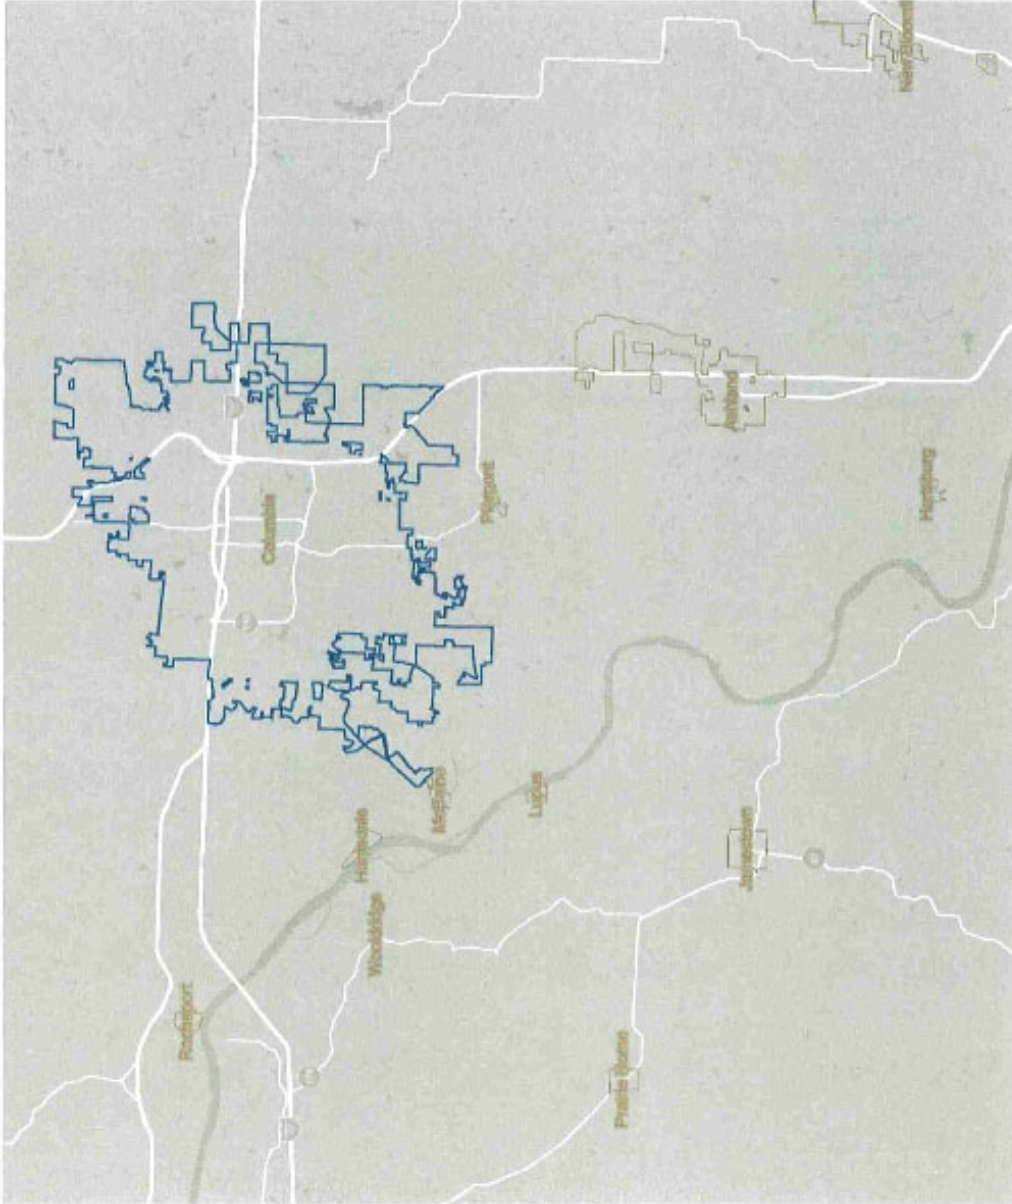 New Bloomfield
Ashland
Hartsburg
Columbia
Pierpont
McBaine
Lupus
Huntsdale
Jamestown
Wooldridge
Rocheport
Prairie Home